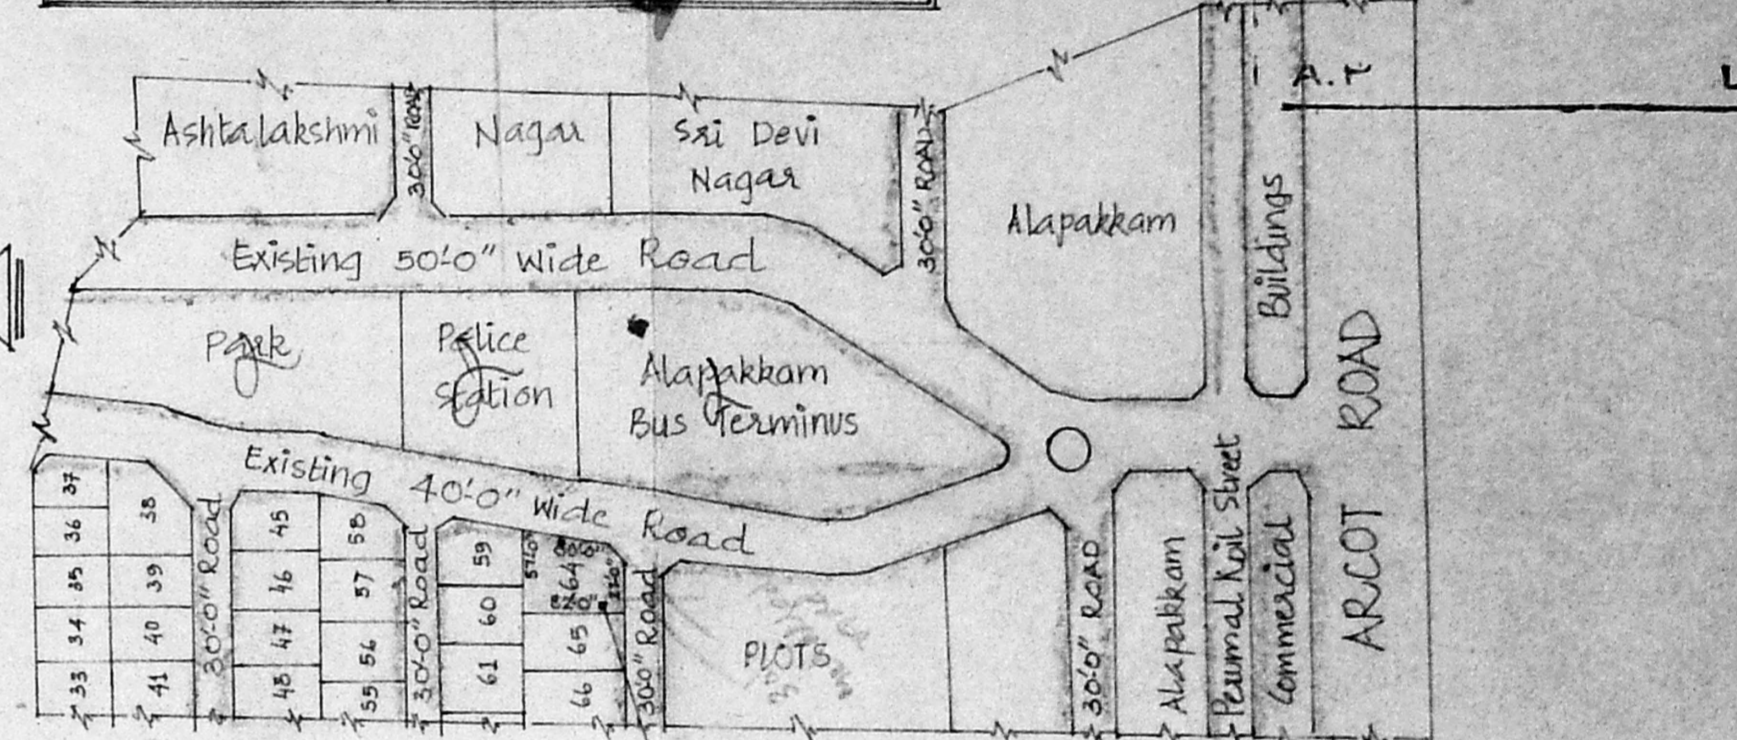 A.T
Ashtalakshmi
30'0" ROAD
Nagar
Sri Devi
Nagar
30'0" ROAD
Alapakkam
Buildings
Existing 50'-0" Wide Road
Park
Police
Station
Alapakkam
Bus Terminus
Existing 40'-0" Wide Road
ARCOT ROAD
37
36
35
34
33
38
39
40
41
30'-0" Road
45
46
47
48
58
57
56
55
30'-0" Road
59
60
61
64
65
66
30'-0" Road
PLOTS
30'-0" ROAD
Alapakkam
Perumal Koil Street
Commercial